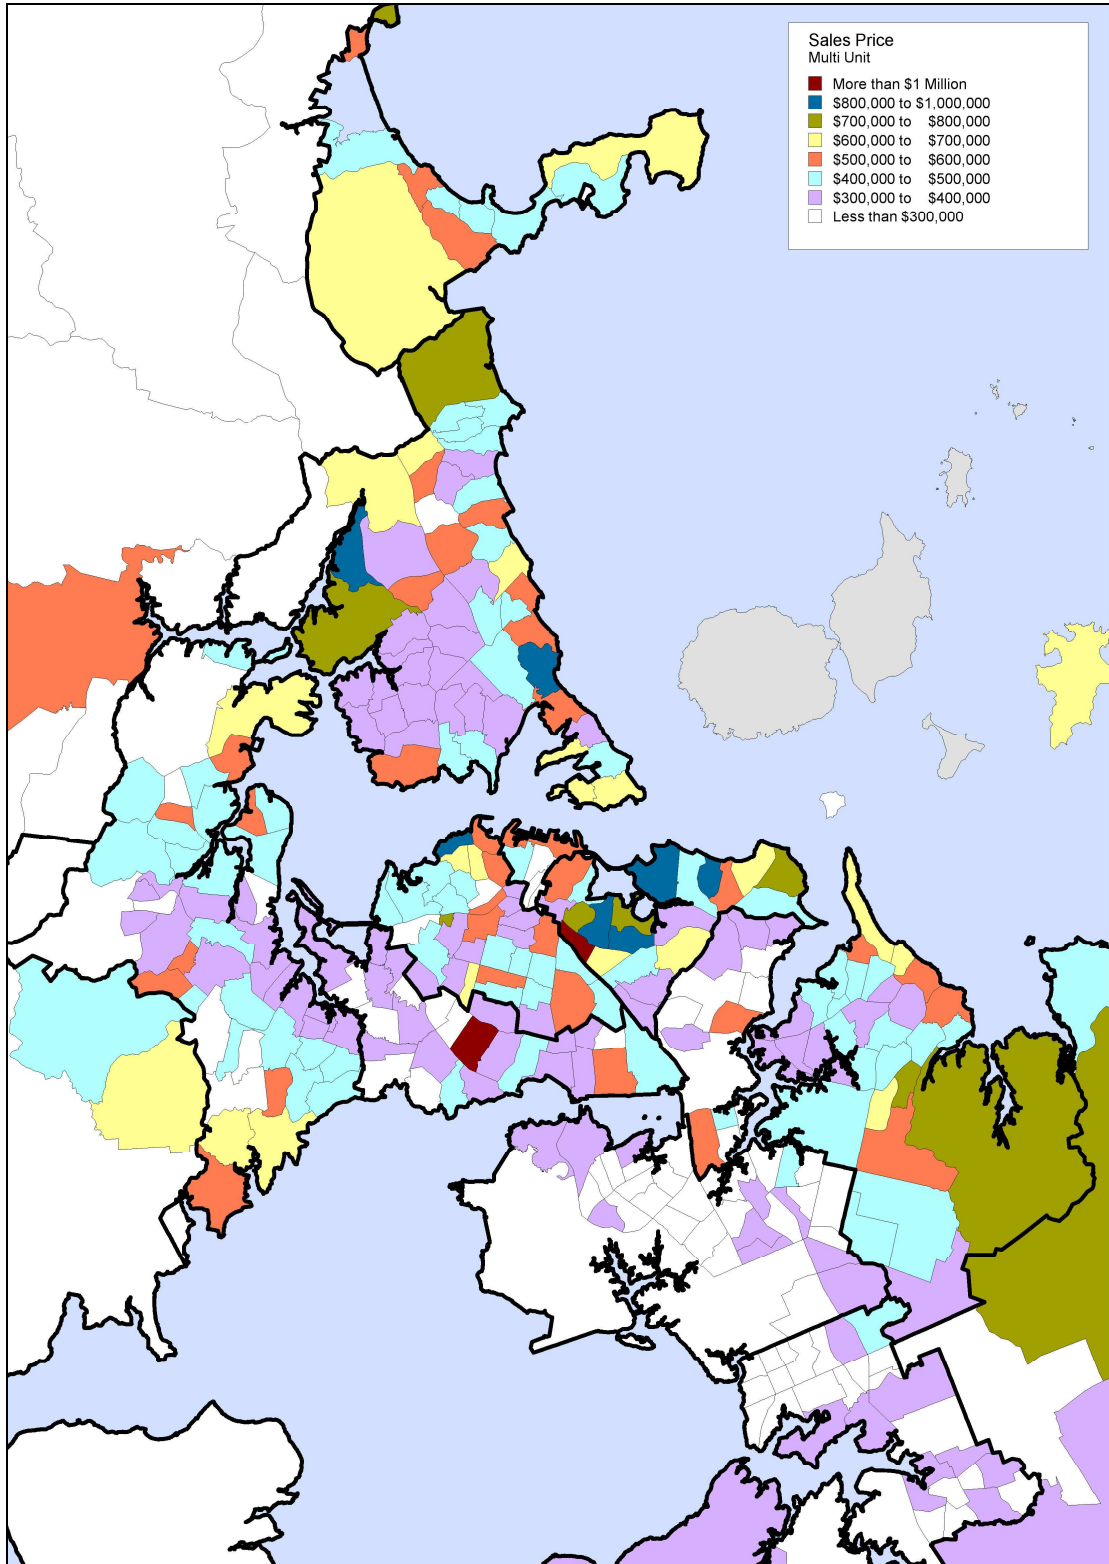 Sales Price
Multi Unit
More than $1 Million
$800,000 to $1,000,000
$700,000 to $800,000
$600,000 to $700,000
$500,000 to $600,000
$400,000 to $500,000
$300,000 to $400,000
Less than $300,000